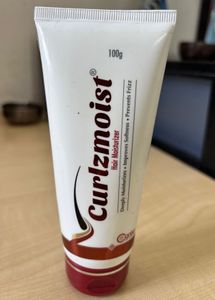 100g
Curlzmoist®
Hair Moisturizer
Deeply Moisturizes • Improves Softness • Prevents Frizz